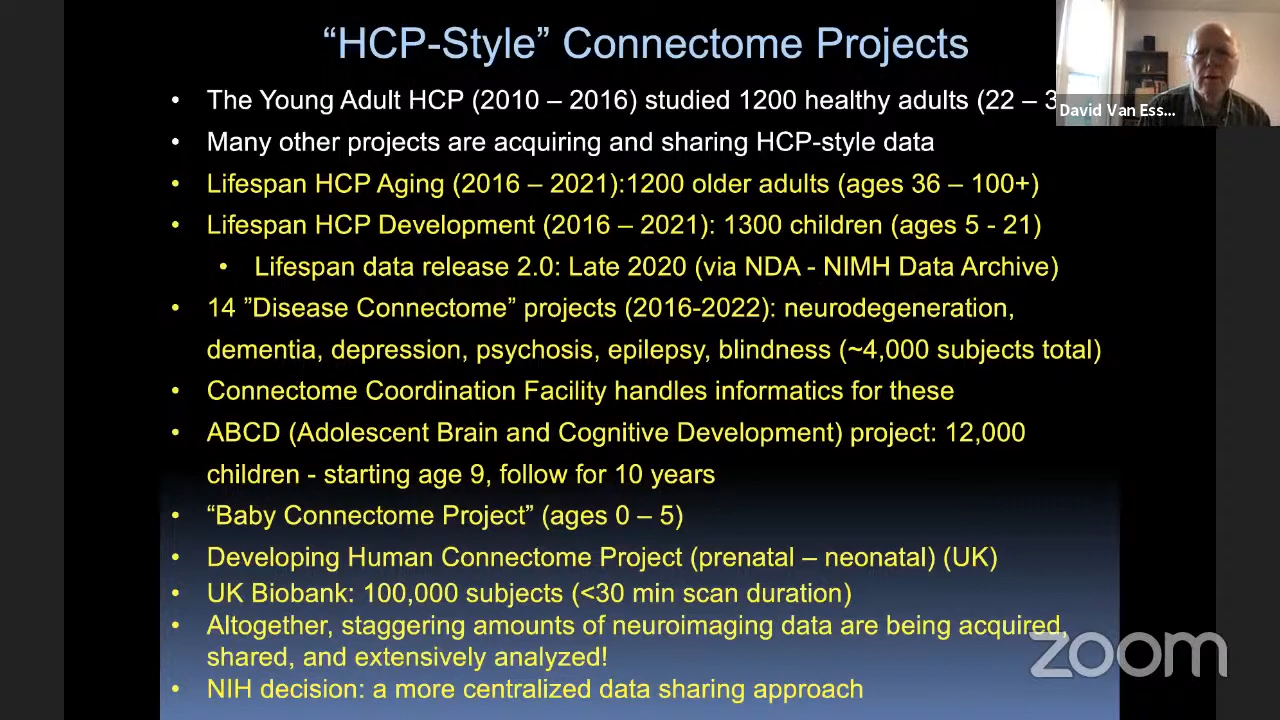 “HCP-Style” Connectome Projects
• The Young Adult HCP (2010 – 2016) studied 1200 healthy adults (22 – 3
David Van Ess...
• Many other projects are acquiring and sharing HCP-style data
• Lifespan HCP Aging (2016 – 2021):1200 older adults (ages 36 – 100+)
• Lifespan HCP Development (2016 – 2021): 1300 children (ages 5 - 21)
• Lifespan data release 2.0: Late 2020 (via NDA - NIMH Data Archive)
• 14 ”Disease Connectome” projects (2016-2022): neurodegeneration,
dementia, depression, psychosis, epilepsy, blindness (~4,000 subjects total)
• Connectome Coordination Facility handles informatics for these
• ABCD (Adolescent Brain and Cognitive Development) project: 12,000
children - starting age 9, follow for 10 years
• “Baby Connectome Project” (ages 0 – 5)
• Developing Human Connectome Project (prenatal – neonatal) (UK)
• UK Biobank: 100,000 subjects (<30 min scan duration)
• Altogether, staggering amounts of neuroimaging data are being acquired,
shared, and extensively analyzed!
• NIH decision: a more centralized data sharing approach
zoom